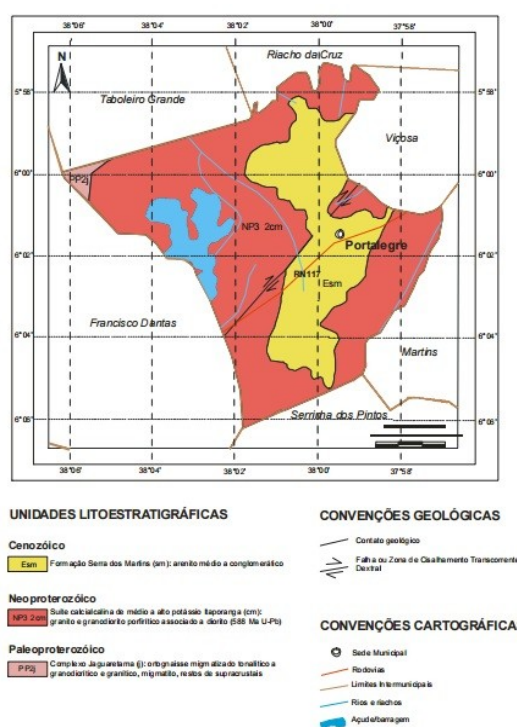 38°06' 38°04' 38°02' 38°00' 37°58'
N
Riacho da Cruz
5°58' 5°58'
Taboleiro Grande
Viçosa
6°00' 6°00'
PP2j
NP3 2cm
Portalegre
6°02' 6°02'
RN117
Esm
Francisco Dantas
6°04' 6°04'
Martins
Serrinha dos Pintos
6°06' 6°06'
38°06' 38°04' 38°02' 38°00' 37°58'
UNIDADES LITOESTRATIGRÁFICAS
Cenozóico
Esm Formação Serra dos Martins (sm): arenito médio a conglomerático
Neoproterozóico
NP3 2cm Suíte calcialcalina de médio a alto potássio Itaporanga (cm):
granito e granodiorito porfirítico associado a diorito (588 Ma U-Pb)
Paleoproterozóico
PP2j Complexo Jaguaretama (j): ortognaisse migmatizado tonalítico a
granodiorítico e granítico, migmatito, restos de supracrustais
CONVENÇÕES GEOLÓGICAS
Contato geológico
Falha ou Zona de Cisalhamento Transcorrente
Dextral
CONVENÇÕES CARTOGRÁFICA
Sede Municipal
Rodovias
Limites Intermunicipais
Rios e riachos
Açude/barragem